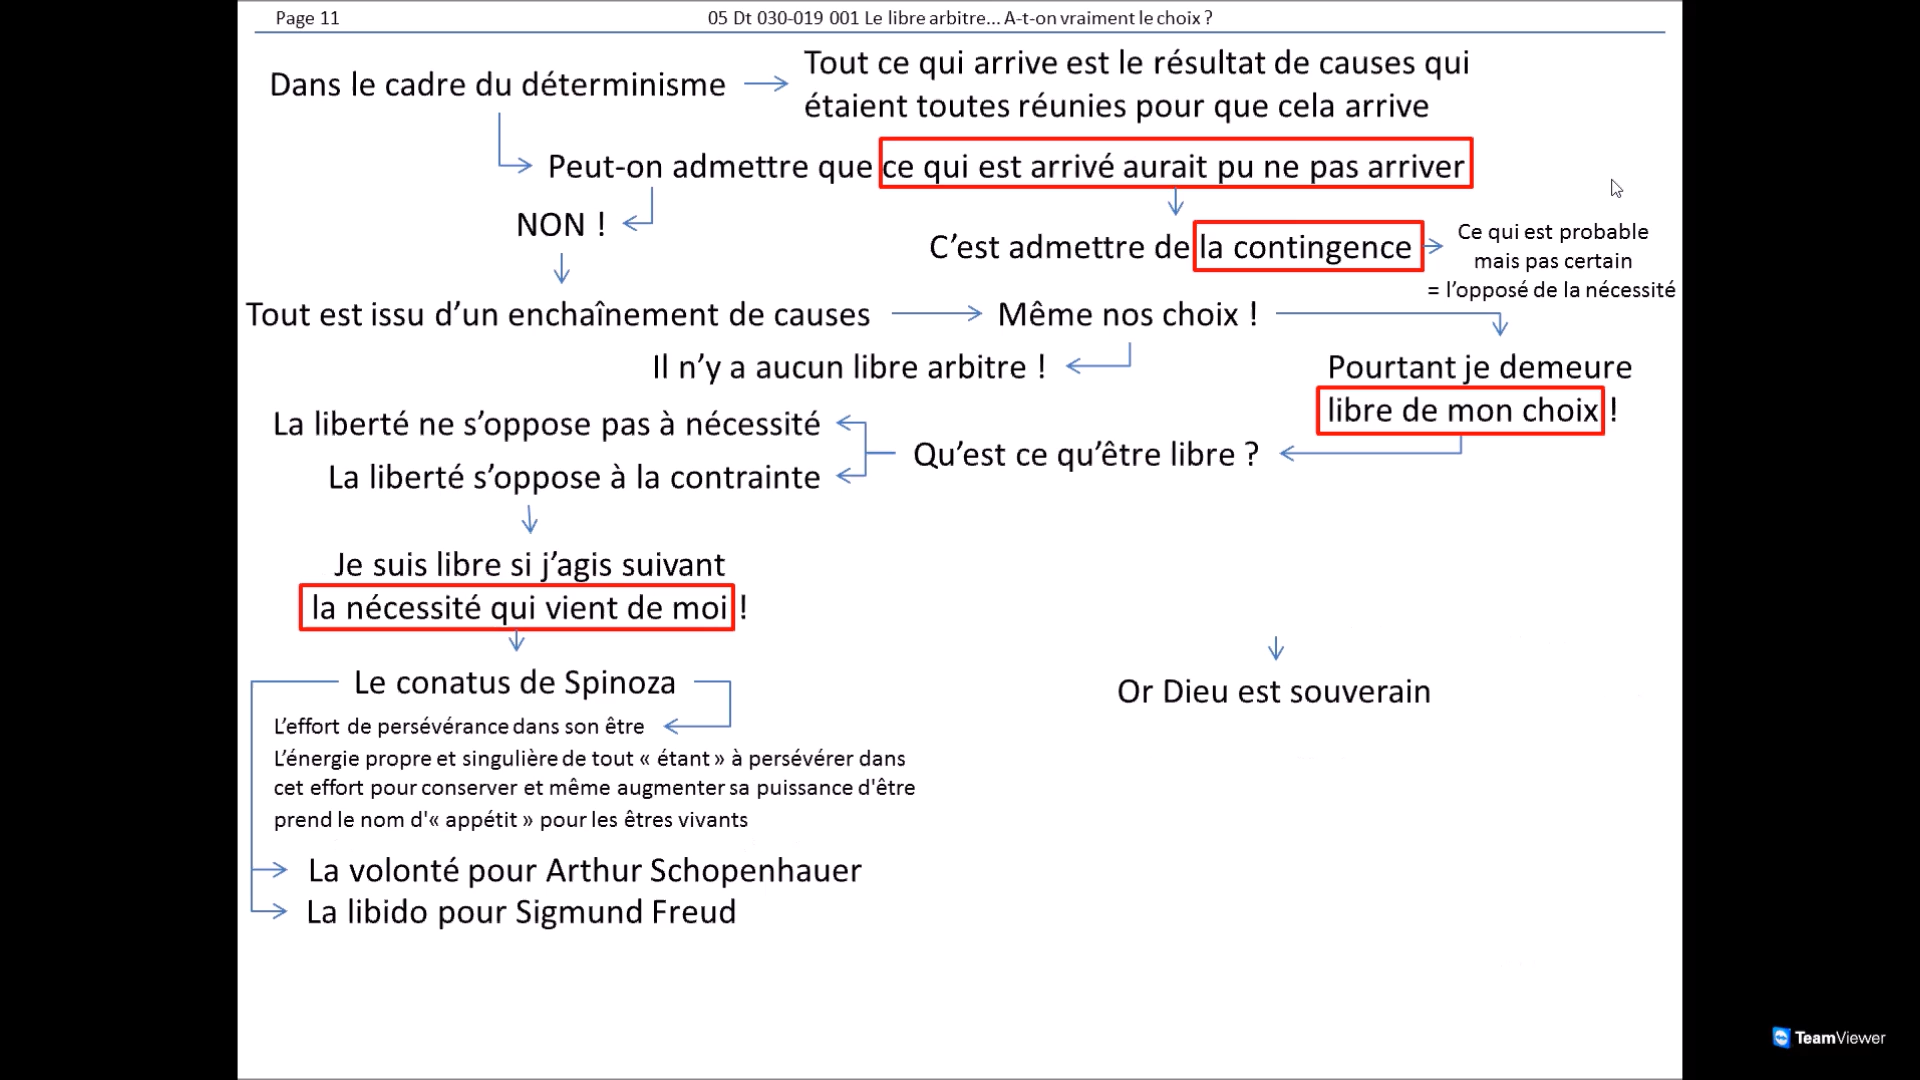 Page 11
05 Dt 030-019 001 Le libre arbitre... A-t-on vraiment le choix ?
Dans le cadre du déterminisme
Tout ce qui arrive est le résultat de causes qui
étaient toutes réunies pour que cela arrive
Peut-on admettre que ce qui est arrivé aurait pu ne pas arriver
NON !
C’est admettre de la contingence
Ce qui est probable
mais pas certain
= l’opposé de la nécessité
Tout est issu d’un enchaînement de causes
Même nos choix !
Il n’y a aucun libre arbitre !
Pourtant je demeure
libre de mon choix !
Qu’est ce qu’être libre ?
La liberté ne s’oppose pas à nécessité
La liberté s’oppose à la contrainte
Je suis libre si j’agis suivant
la nécessité qui vient de moi !
Le conatus de Spinoza
L’effort de persévérance dans son être
L’énergie propre et singulière de tout « étant » à persévérer dans
cet effort pour conserver et même augmenter sa puissance d'être
prend le nom d'« appétit » pour les êtres vivants
La volonté pour Arthur Schopenhauer
La libido pour Sigmund Freud
Or Dieu est souverain
TeamViewer